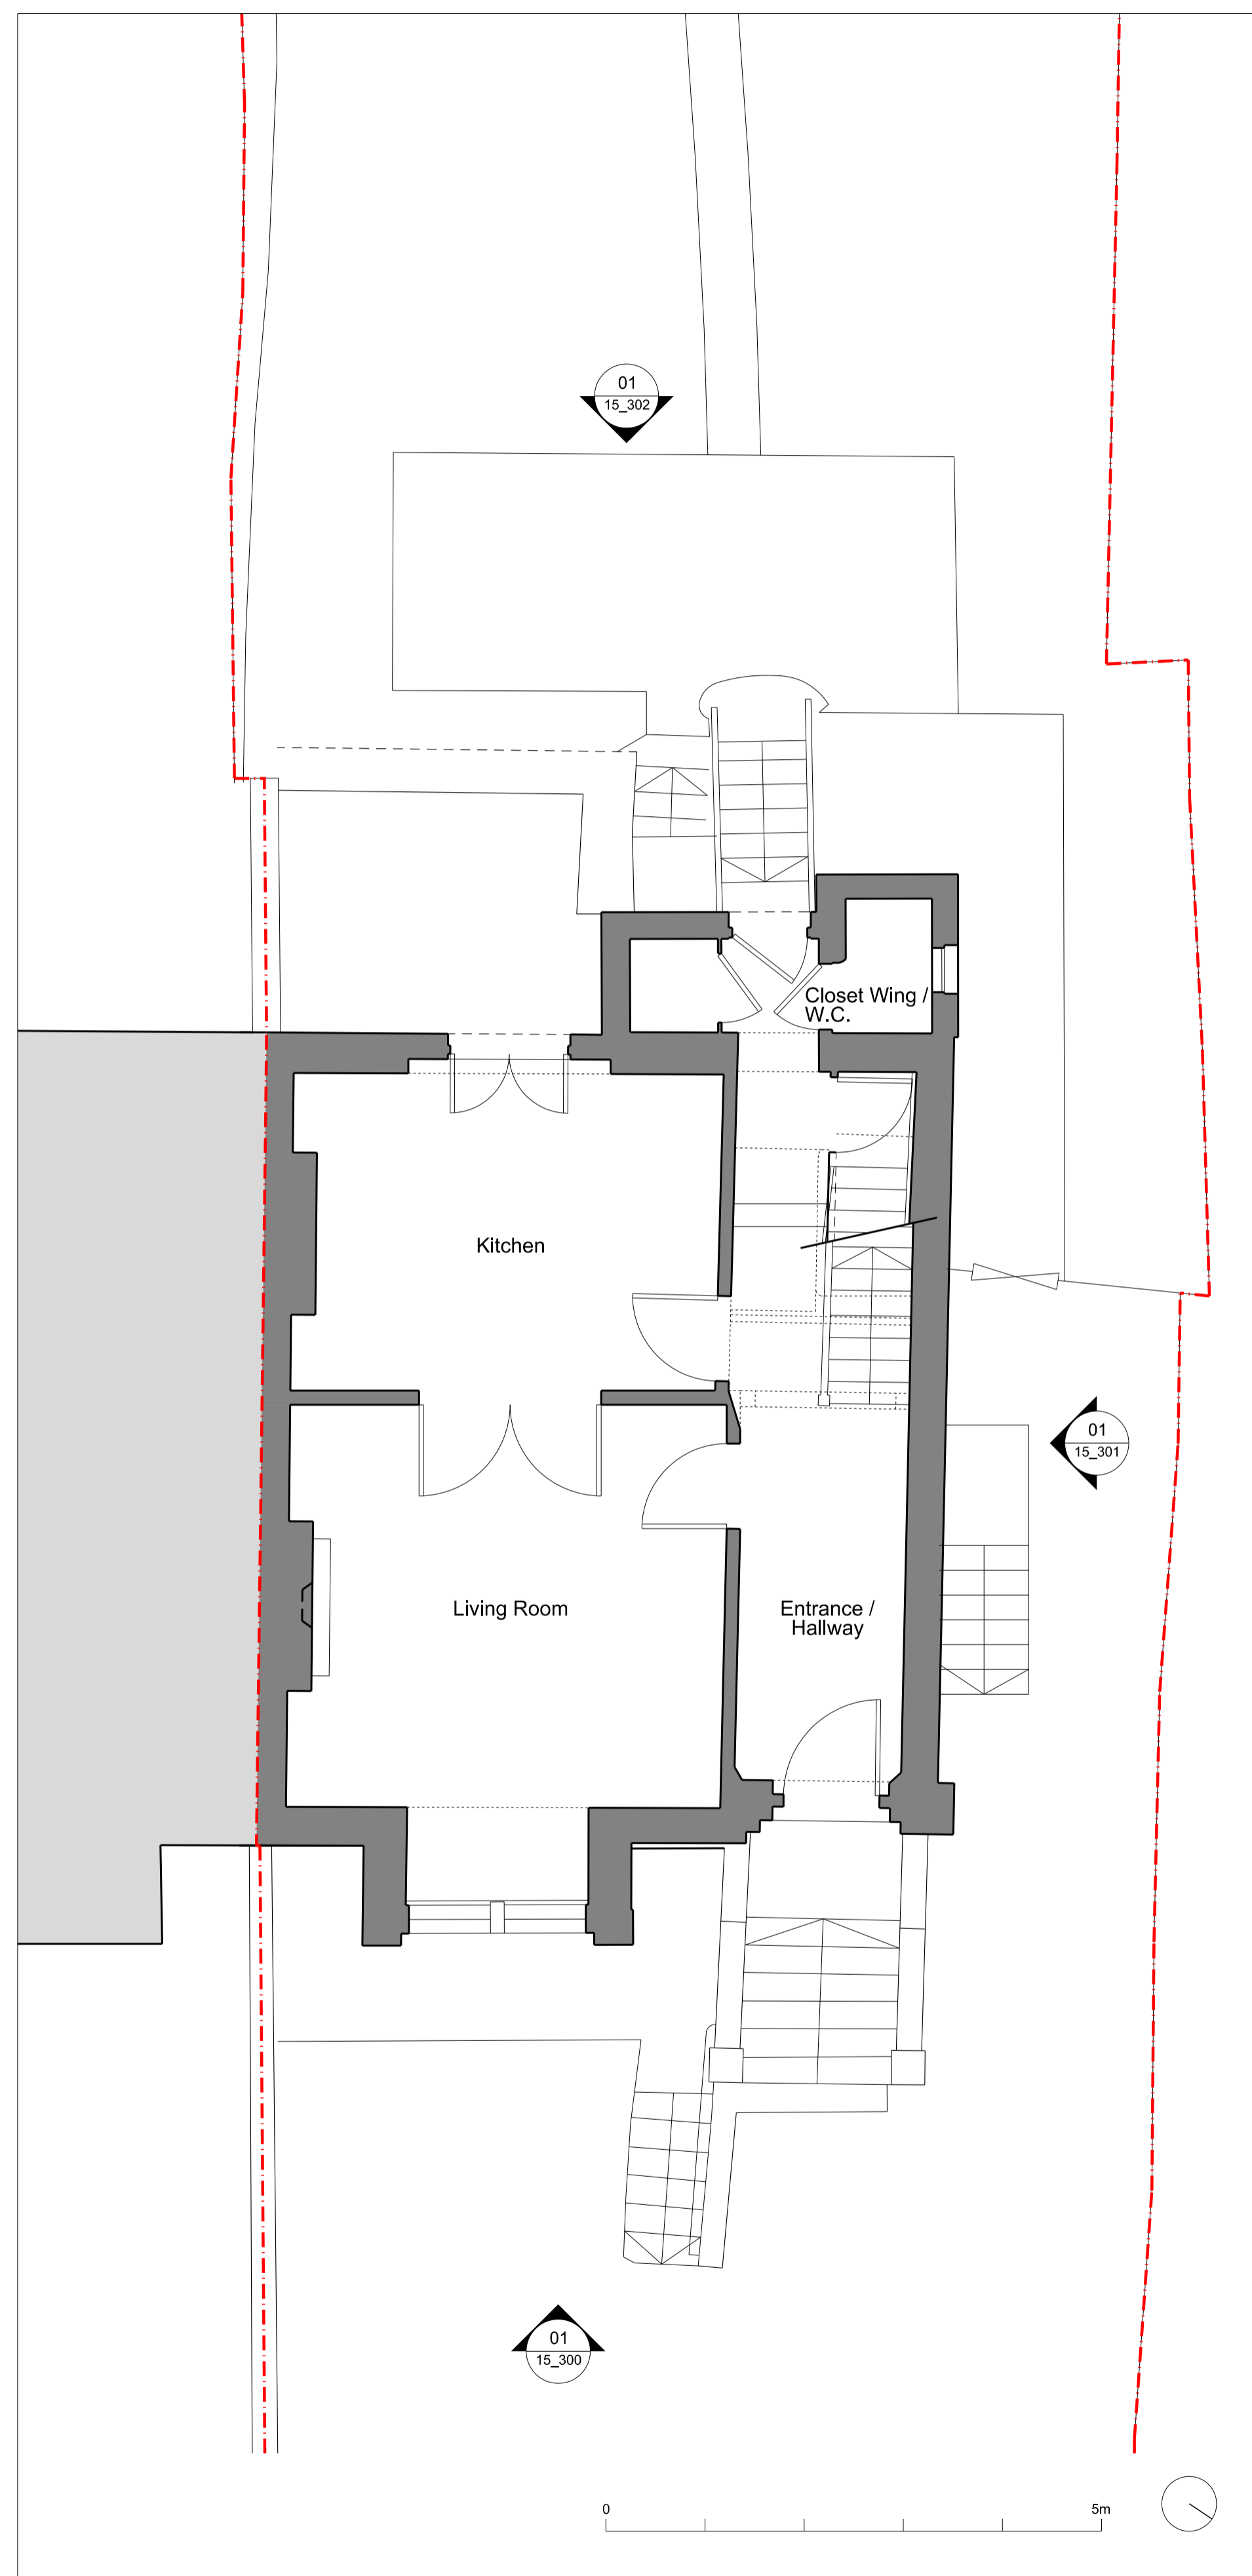 01
15_302
Closet Wing /
W.C.
Kitchen
01
15_301
Living Room
Entrance /
Hallway
01
15_300
0
5m